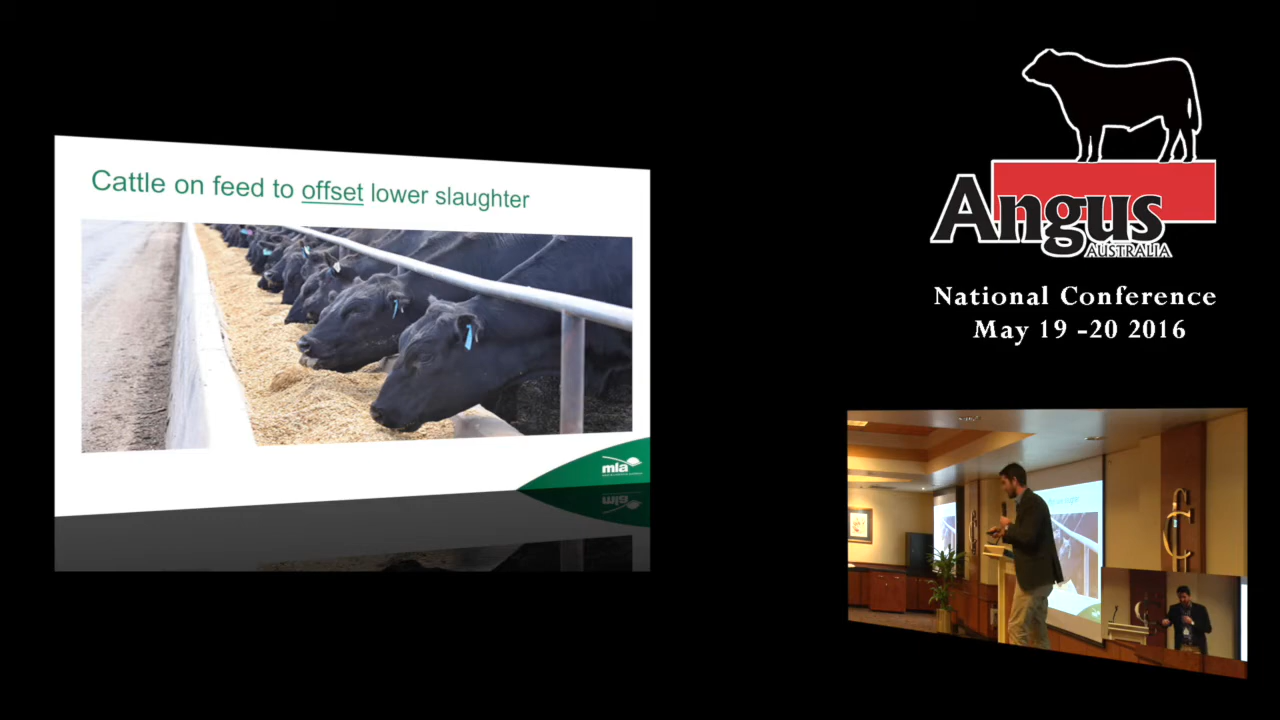 Cattle on feed to offset lower slaughter
mla
Angus
AUSTRALIA
National Conference
May 19 -20 2016